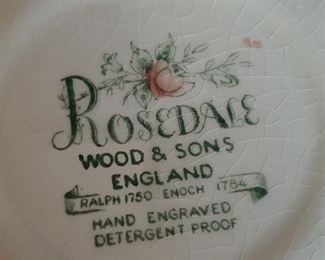 ROSEDALE
WOOD & SONS
ENGLAND
RALPH 1750 ENOCH 1784
HAND ENGRAVED
DETERGENT PROOF